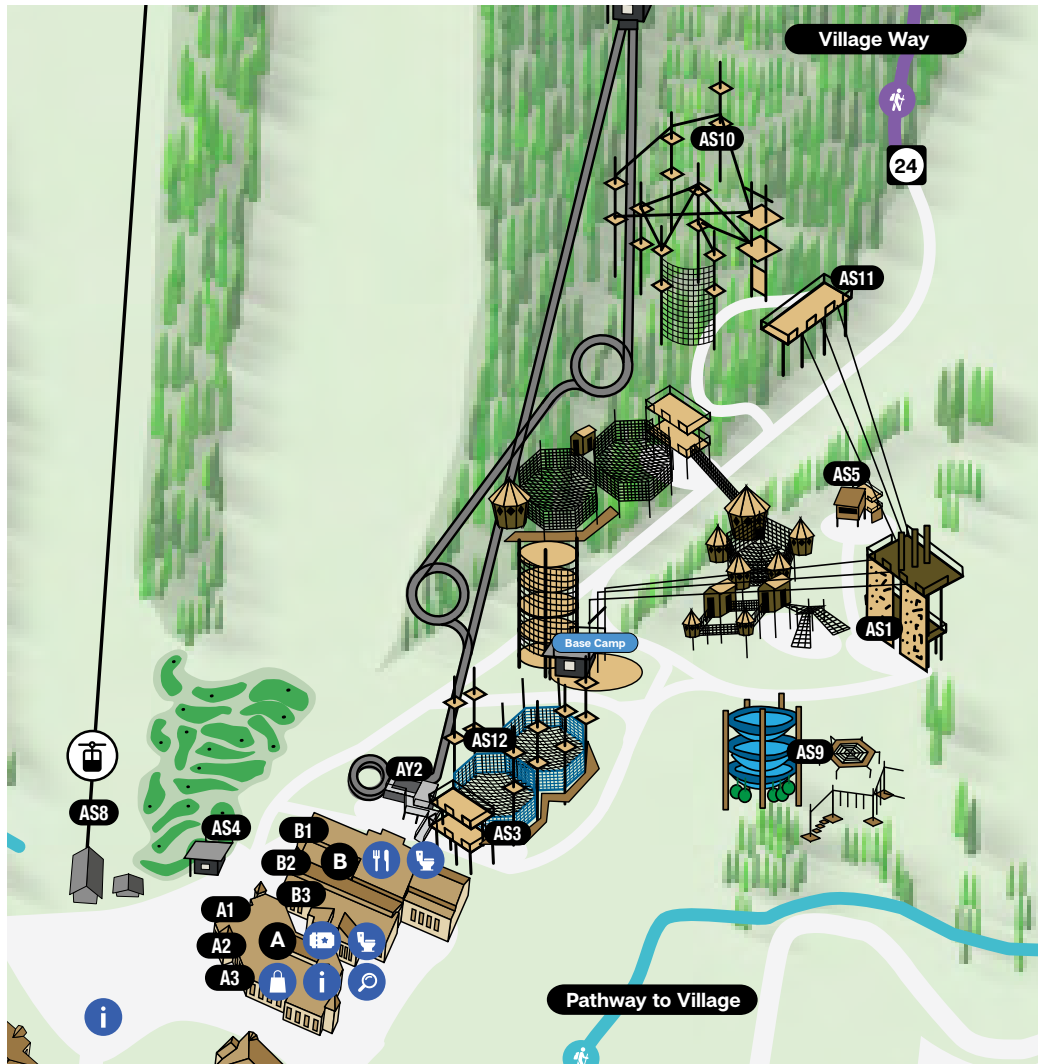 Village Way
24
AS10
AS11
AS5
AS1
Base Camp
AS12
AS9
AY2
AS8
AS4
AS3
B1
B2
B
B3
A1
A
A2
A3
i
i
Pathway to Village